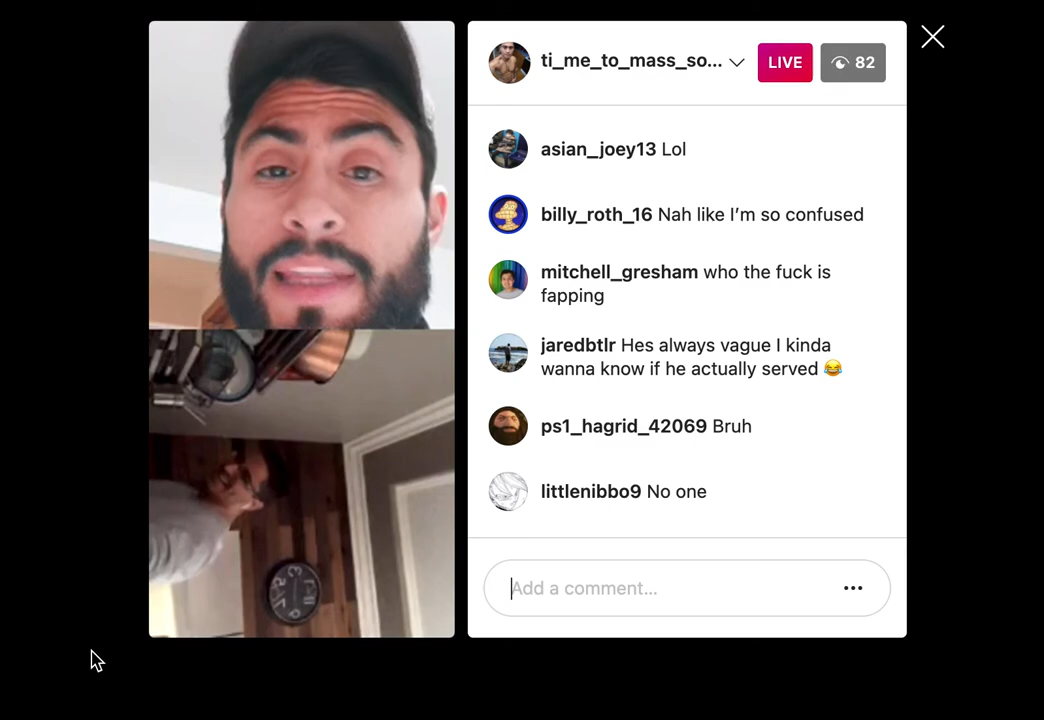 ti_me_to_mass_so...
LIVE
82
asian_joey13 Lol
billy_roth_16 Nah like I’m so confused
mitchell_gresham who the fuck is
fapping
jaredbtlr Hes always vague I kinda
wanna know if he actually served 😂
ps1_hagrid_42069 Bruh
littlenibbo9 No one
Add a comment...